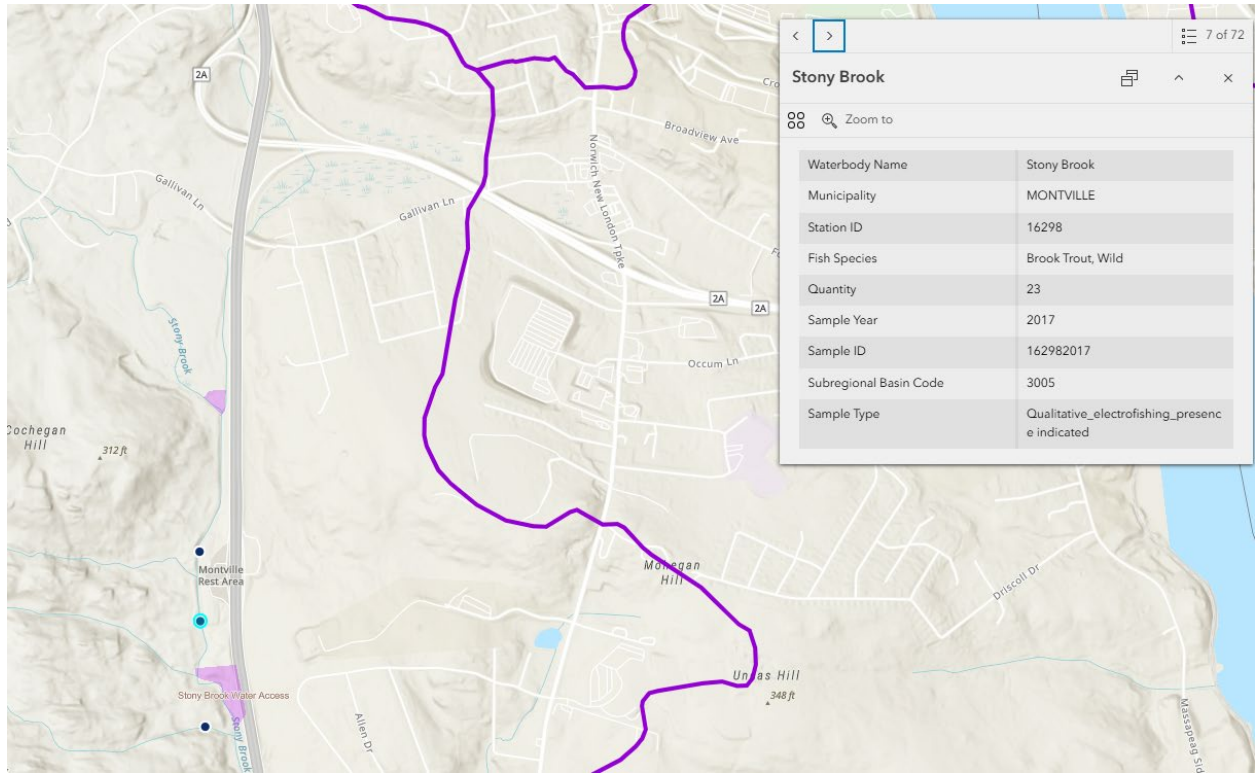 7 of 72
Stony Brook
Zoom to
Waterbody Name Stony Brook
Municipality MONTVILLE
Station ID 16298
Fish Species Brook Trout, Wild
Quantity 23
Sample Year 2017
Sample ID 162982017
Subregional Basin Code 3005
Sample Type Qualitative_electrofishing_presenc
e indicated
2A
Cro
Broadview Ave
Norwich New London Tpke
Gallivan Ln
Gallivan Ln
Fo
2A
2A
Stony Brook
Occum Ln
Cochegan
Hill
312 ft
Montville
Rest Area
Mohegan
Hill
Driscoll Dr
Stony Brook Water Access
Uncas Hill
348 ft
Stony Brook
Allen Dr
Massapeag Sid